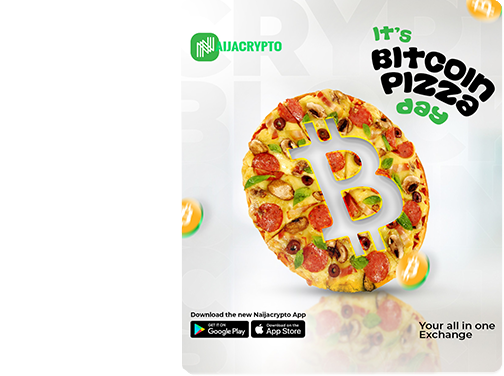 NAIJACRYPTO
It's
BITCOIN
PIZZA
day
Download the new Naijacrypto App
GET IT ON
Google Play
Download on the
App Store
Your all in one
Exchange